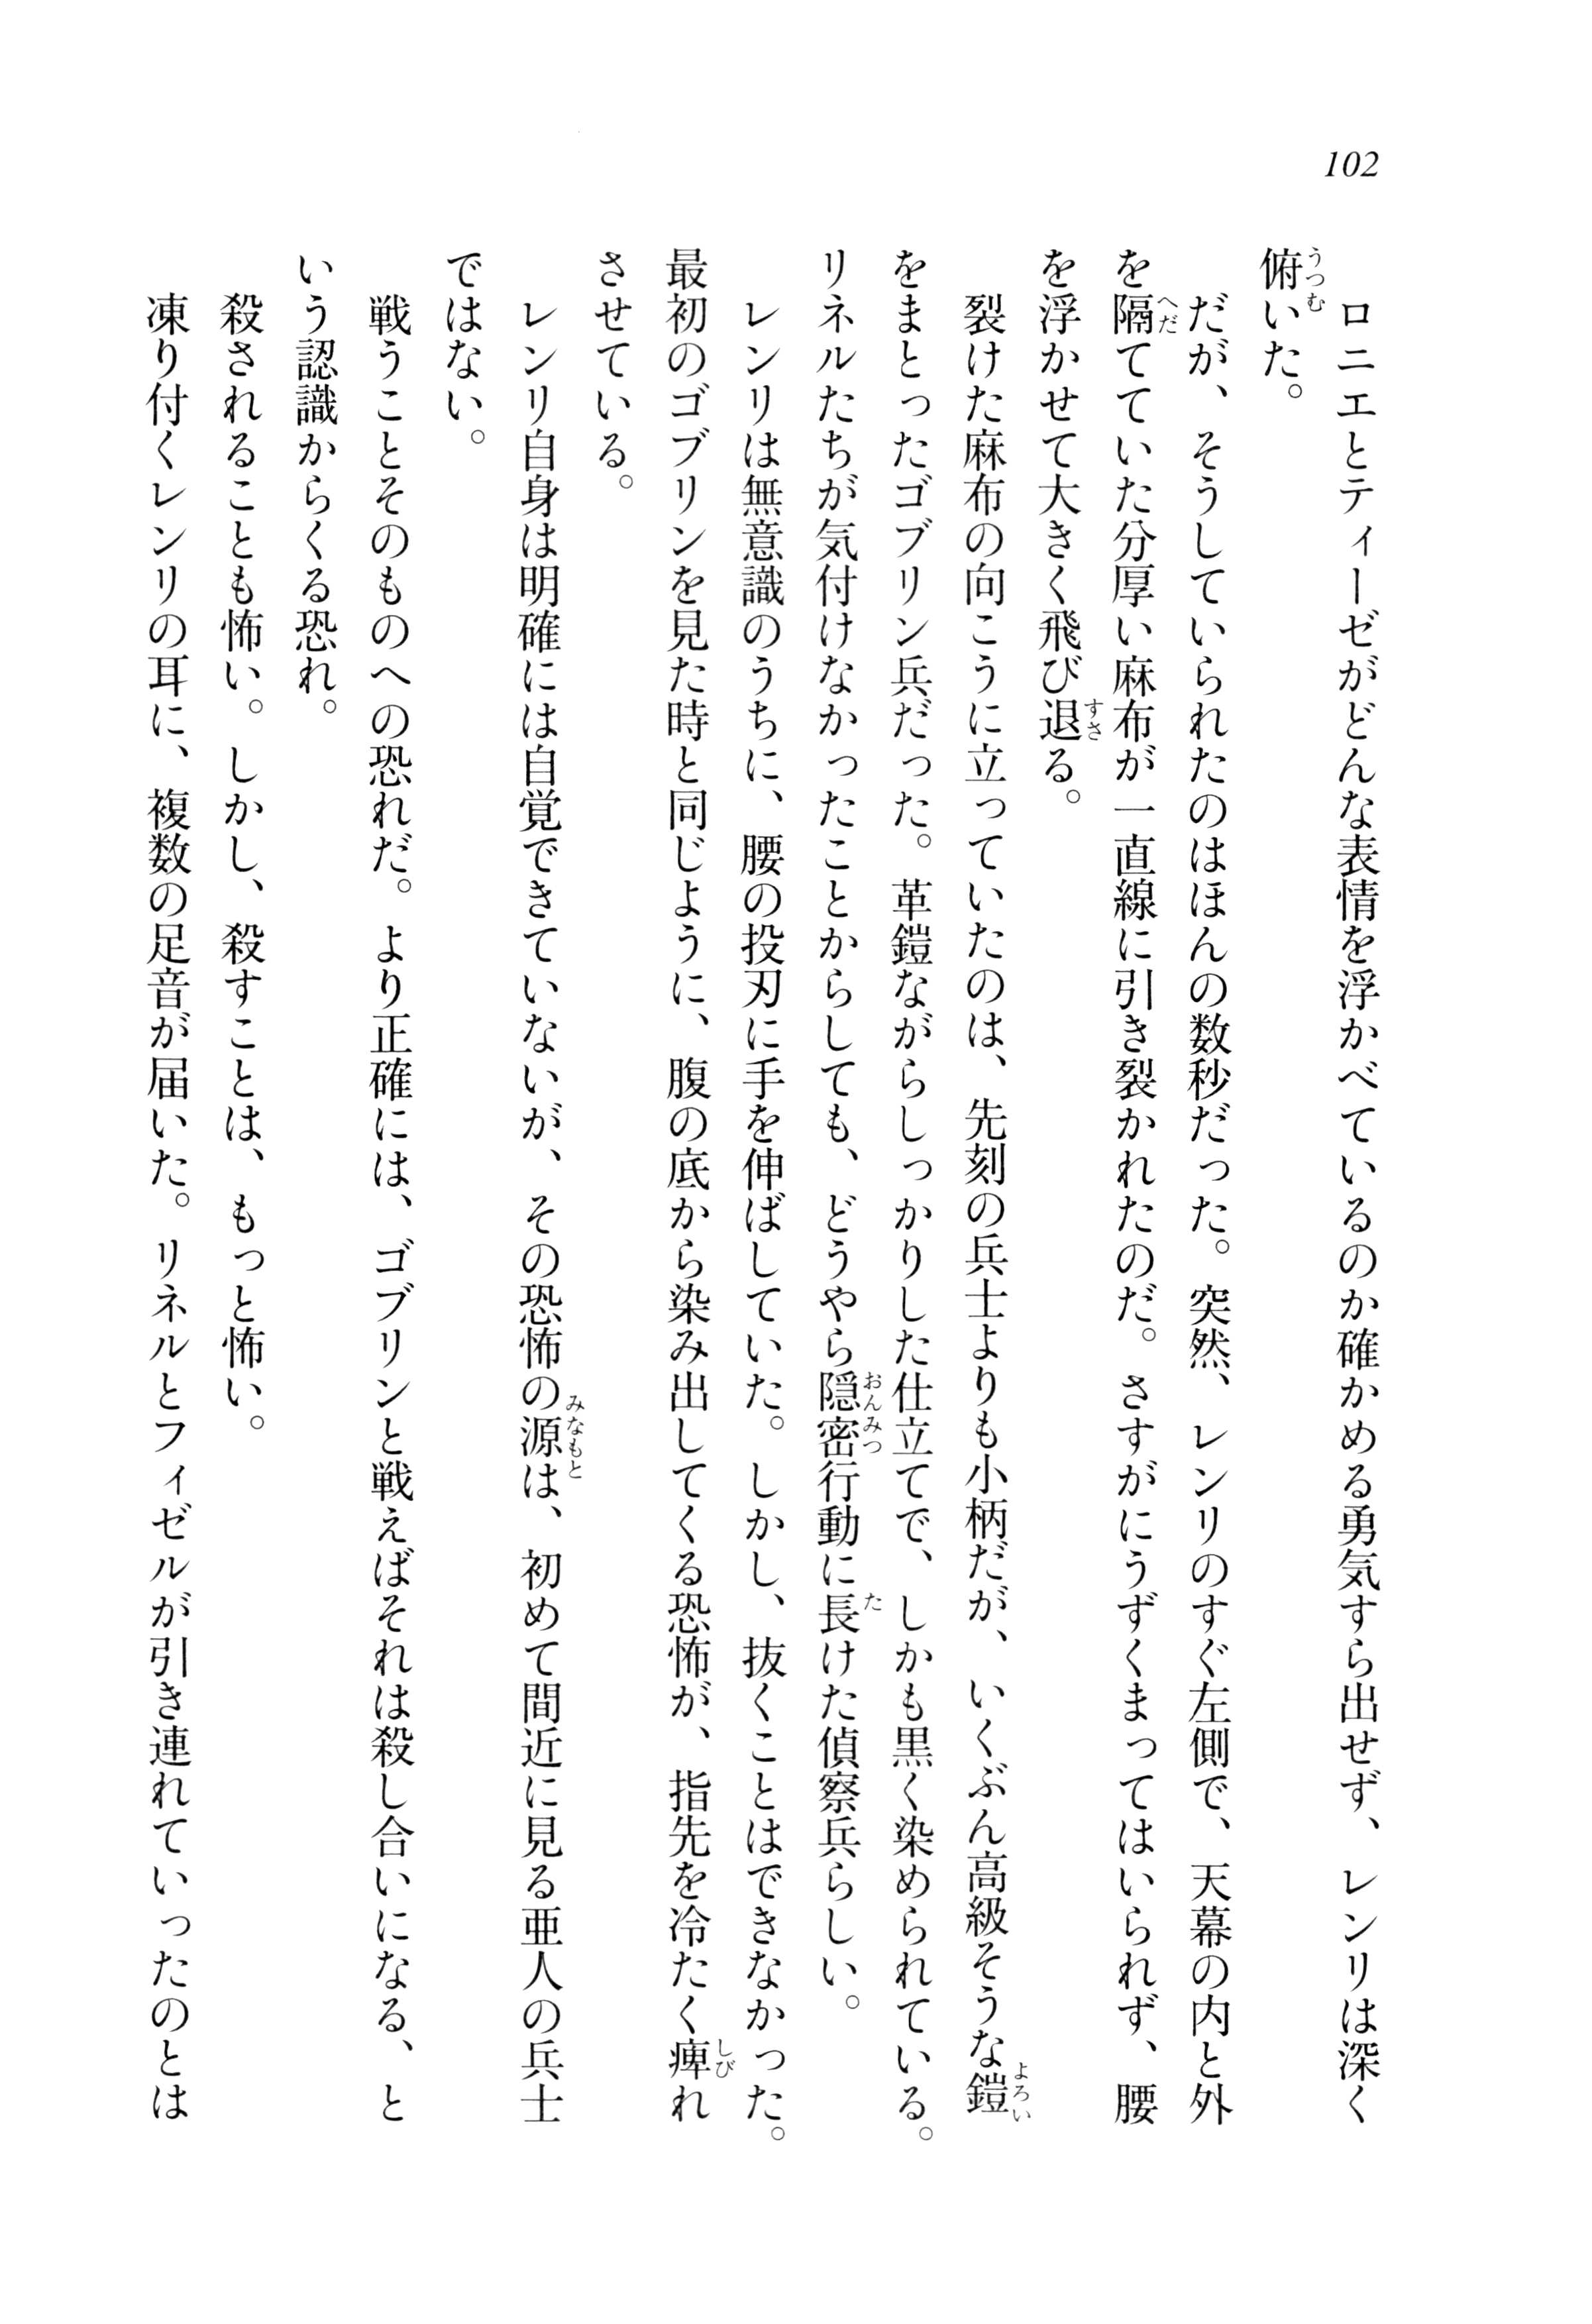 102
ロニエとティーゼがどんな表情を浮かべているのか確かめる勇気すら出せず、レンリは深く
俯いた。
だが、そうしていられたのはほんの数秒だった。突然、レンリのすぐ左側で、天幕の内と外
を隔てていた分厚い麻布が一直線に引き裂かれたのだ。さすがにうずくまってはいられず、腰
を浮かせて大きく飛び退る。
裂けた麻布の向こうに立っていたのは、先刻の兵士よりも小柄だが、いくぶん高級そうな鎧
をまとったゴブリン兵だった。革鎧ながらしっかりした仕立てで、しかも黒く染められている。
リネルたちが気付けなかったことからしても、どうやら隠密行動に長けた偵察兵らしい。
レンリは無意識のうちに、腰の投刃に手を伸ばしていた。しかし、抜くことはできなかった。
最初のゴブリンを見た時と同じように、腹の底から染み出してくる恐怖が、指先を冷たく痺れ
させている。
レンリ自身は明確には自覚できていないが、その恐怖の源は、初めて間近に見る亜人の兵士
ではない。
戦うことそのものへの恐れだ。より正確には、ゴブリンと戦えばそれは殺し合いになる、と
いう認識からくる恐れ。
殺されることも怖い。しかし、殺すことは、もっと怖い。
凍り付くレンリの耳に、複数の足音が届いた。リネルとフィゼルが引き連れていったのとは